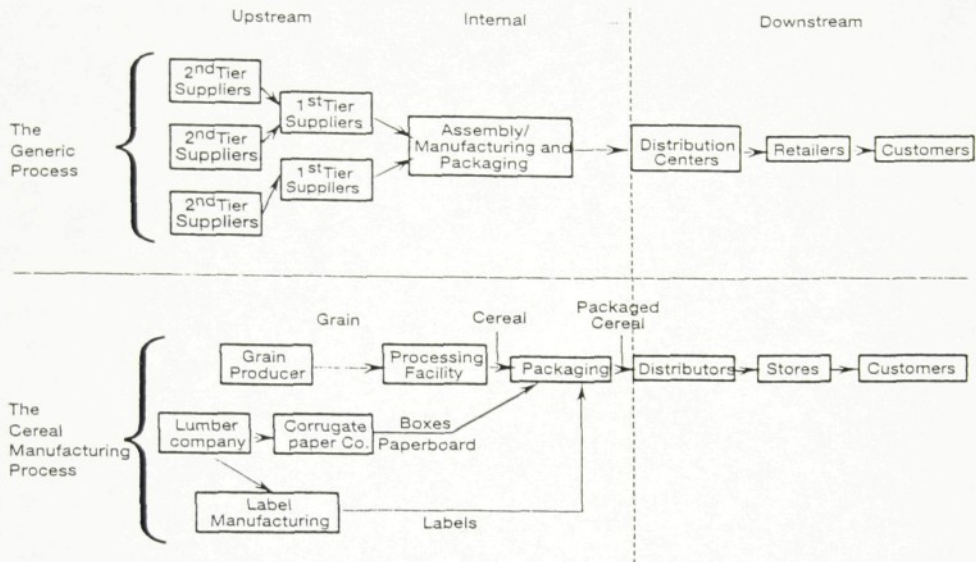 Upstream
Internal
Downstream
The
Generic
Process
2nd Tier
Suppliers
2nd Tier
Suppliers
2nd Tier
Suppliers
1st Tier
Suppliers
1st Tier
Suppliers
Assembly/
Manufacturing and
Packaging
Distribution
Centers
Retailers
Customers
The
Cereal
Manufacturing
Process
Grain
Cereal
Packaged
Cereal
Grain
Producer
Processing
Facility
Packaging
Distributors
Stores
Customers
Lumber
company
Corrugate
paper Co.
Boxes
Paperboard
Label
Manufacturing
Labels